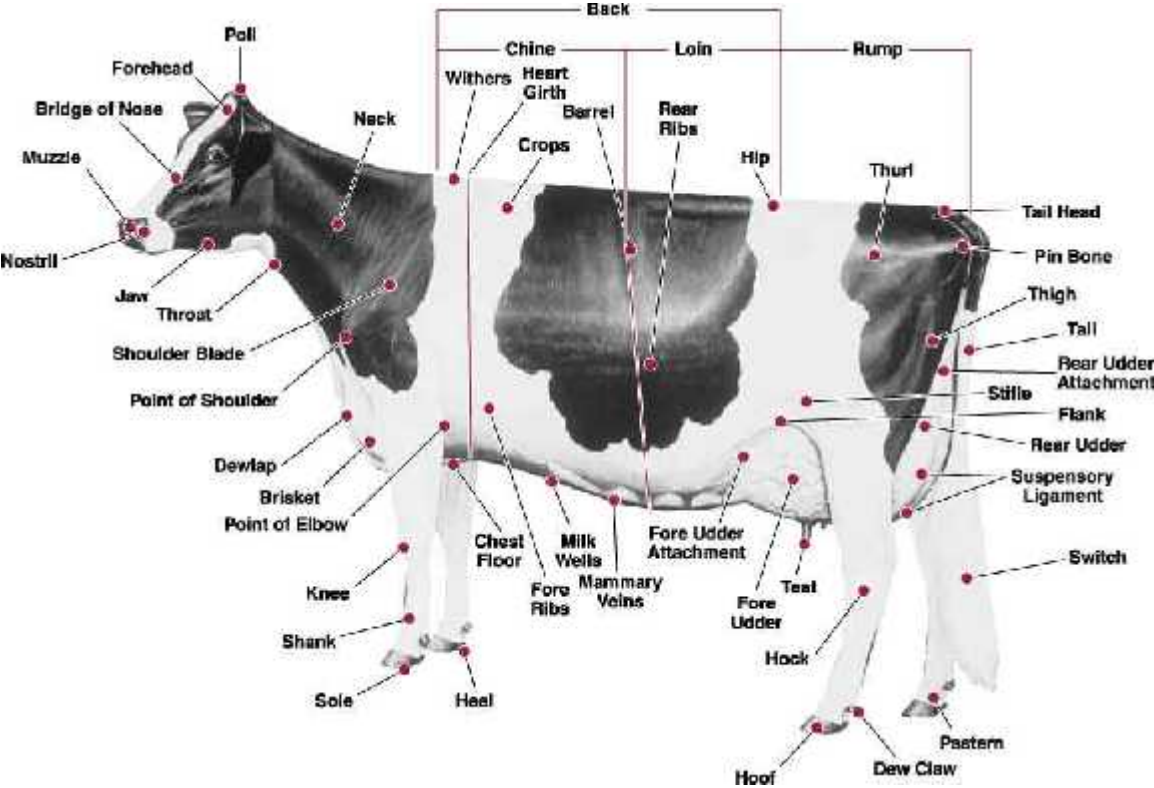 Back
Chine
Loin
Rump
Poll
Forehead
Bridge of Nose
Muzzle
Nostril
Jaw
Throat
Shoulder Blade
Point of Shoulder
Dewlap
Brisket
Point of Elbow
Knee
Shank
Sole
Heel
Neck
Withers
Heart
Girth
Crops
Barrel
Rear
Ribs
Hip
Thurl
Tail Head
Pin Bone
Thigh
Tail
Rear Udder
Attachment
Stifle
Flank
Rear Udder
Suspensory
Ligament
Switch
Chest
Floor
Fore
Ribs
Milk
Wells
Mammary
Veins
Fore Udder
Attachment
Fore
Udder
Teat
Hock
Hoof
Dew Claw
Pastern